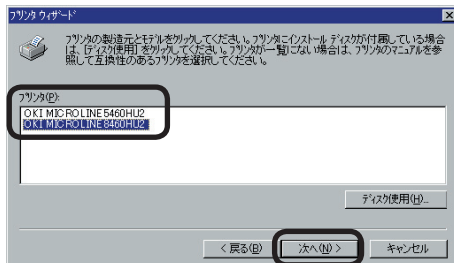 プリンタ ウィザード
プリンタの製造元とモデルをクリックしてください。プリンタにインストール ディスクが付属している場合
は、[ディスク使用] をクリックしてください。プリンタが一覧にない場合は、プリンタのマニュアルを参
照して互換性のあるプリンタを選択してください。
プリンタ(P):
OKI MICROLINE 5460HU2
OKI MICROLINE 8460HU2
ディスク使用(H)...
< 戻る(B)
次へ(N) >
キャンセル